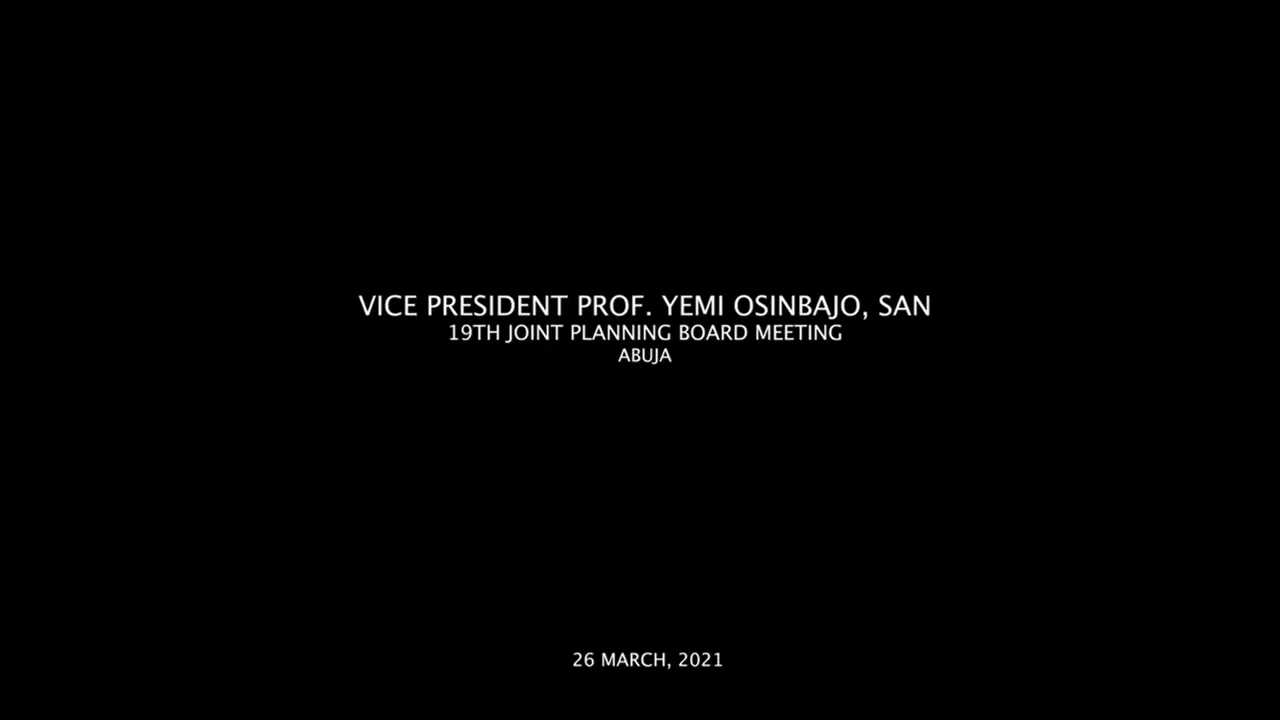 VICE PRESIDENT PROF. YEMI OSINBAJO, SAN
19TH JOINT PLANNING BOARD MEETING
ABUJA
26 MARCH, 2021